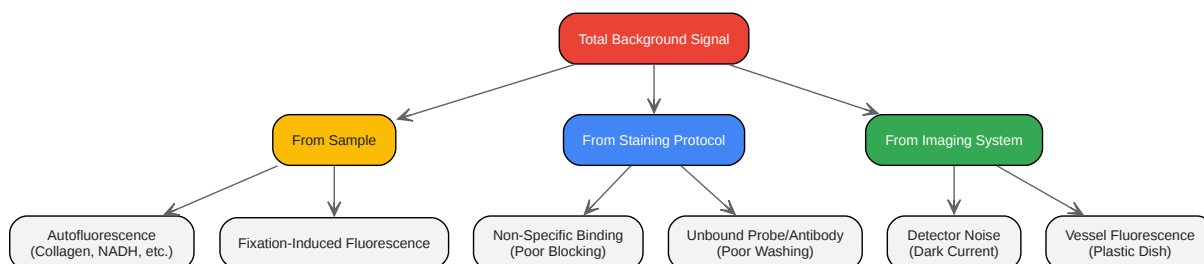 Total Background Signal
From Sample
From Staining Protocol
From Imaging System
Autofluorescence
(Collagen, NADH, etc.)
Fixation-Induced Fluorescence
Non-Specific Binding
(Poor Blocking)
Unbound Probe/Antibody
(Poor Washing)
Detector Noise
(Dark Current)
Vessel Fluorescence
(Plastic Dish)